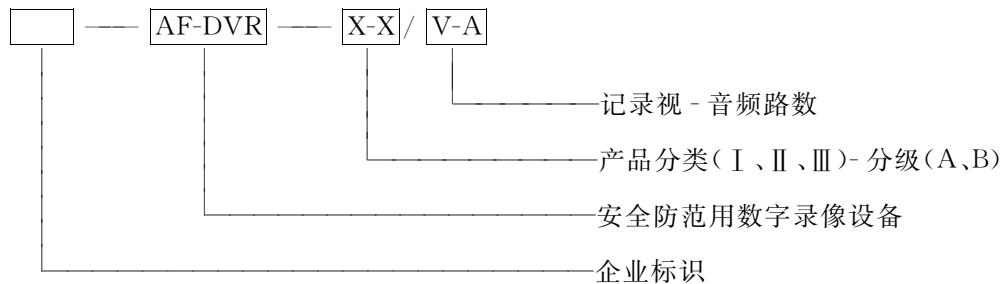 AF-DVR —— X-X / V-A
记录视-音频路数
产品分类(Ⅰ、Ⅱ、Ⅲ)-分级(A、B)
安全防范用数字录像设备
企业标识